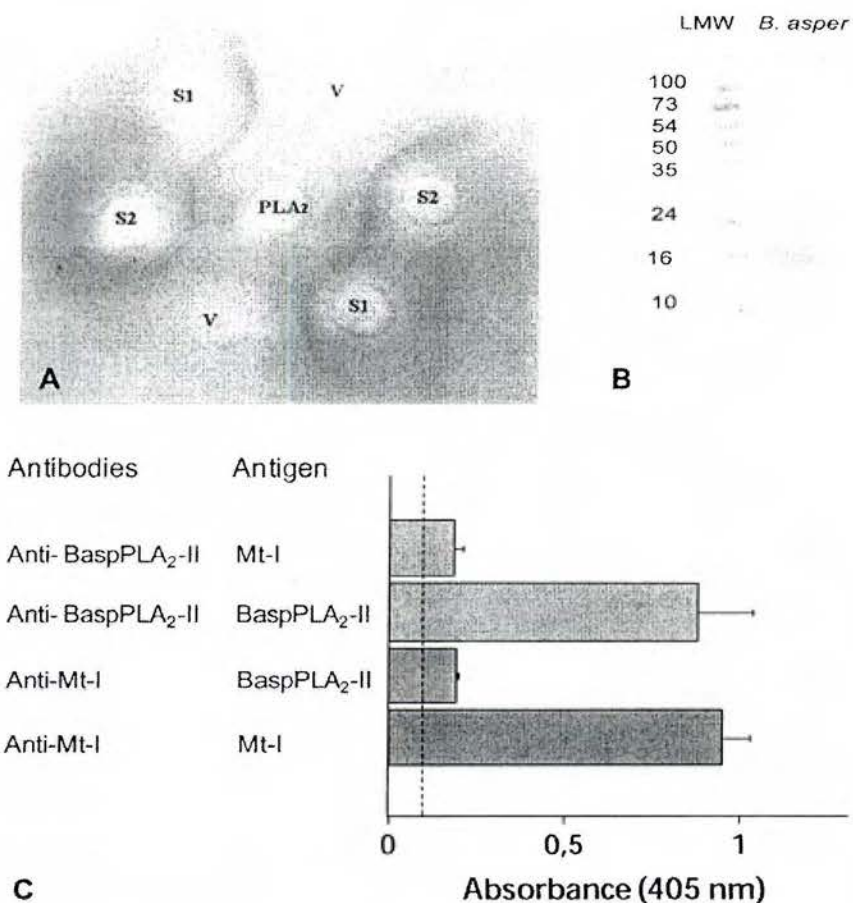 S1
V
S2
PLA2
S2
V
S1
A
LMW B. asper
100
73
54
50
35
24
16
10
B
Antibodies Antigen
Anti- BaspPLA₂-II Mt-I
Anti- BaspPLA₂-II BaspPLA₂-II
Anti-Mt-I BaspPLA₂-II
Anti-Mt-I Mt-I
0 0,5 1
C Absorbance (405 nm)